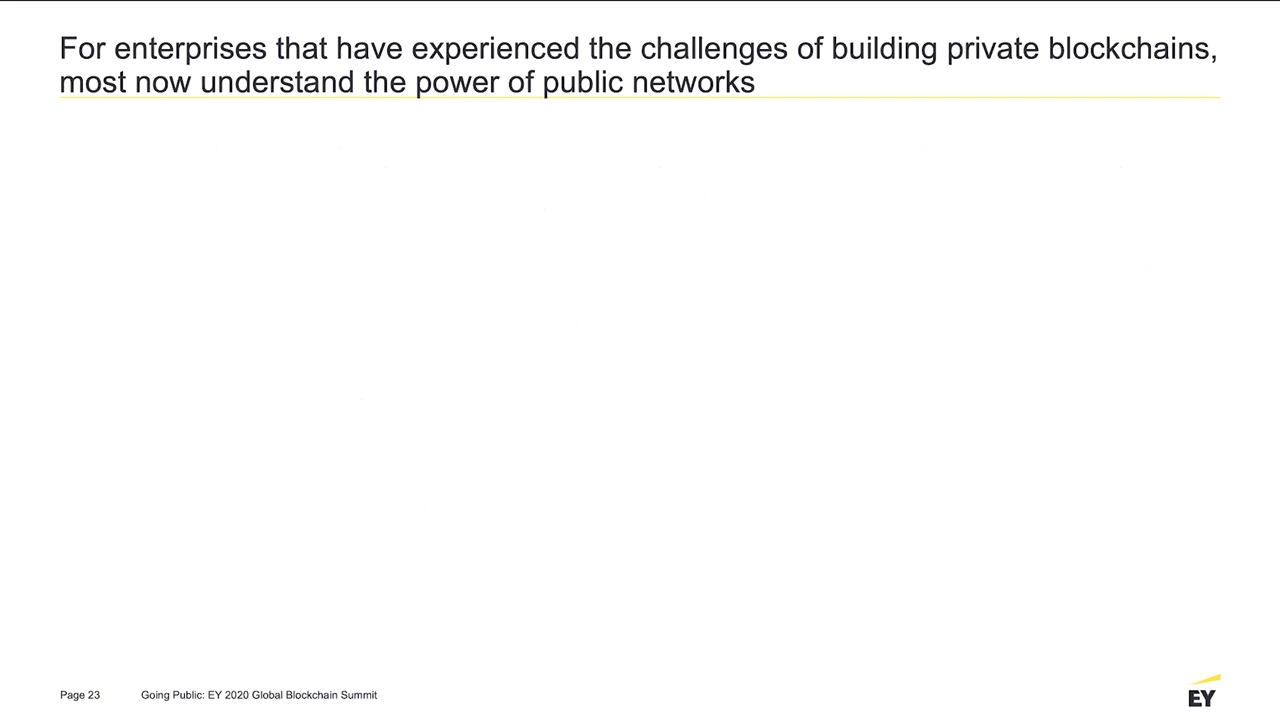 For enterprises that have experienced the challenges of building private blockchains,
most now understand the power of public networks
Page 23 Going Public: EY 2020 Global Blockchain Summit
EY